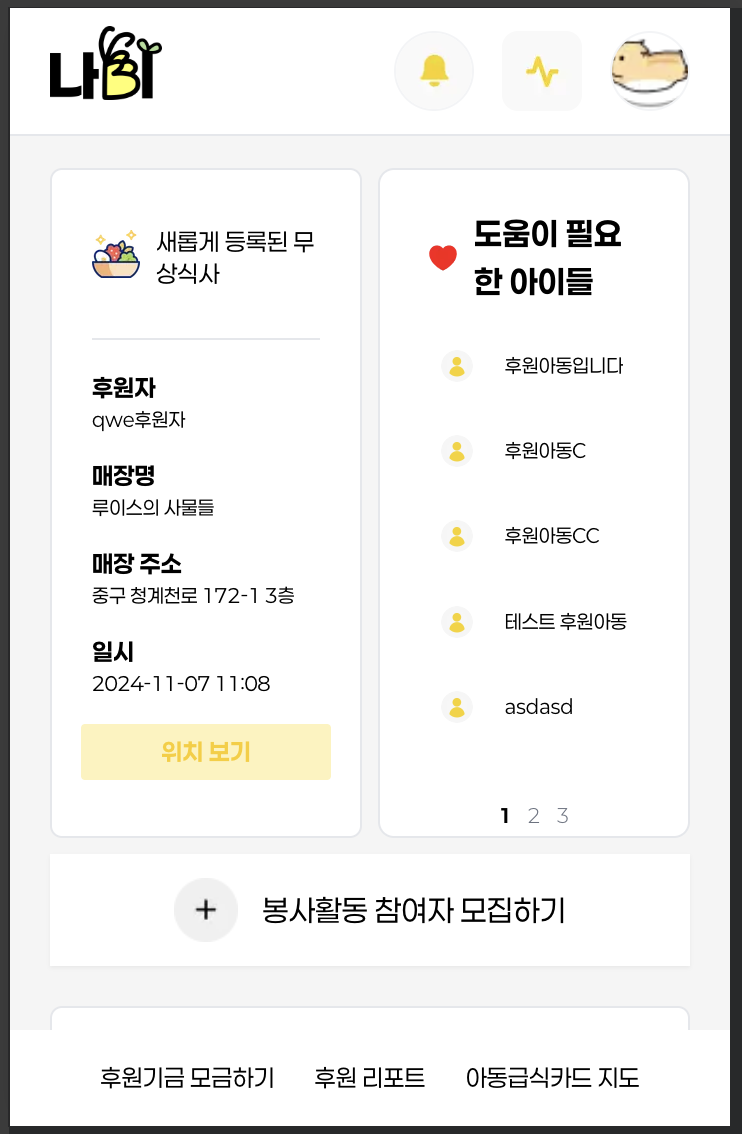 나비
새롭게 등록된 무
상식사
후원자
qwe후원자
매장명
루이스의 사물들
매장 주소
중구 청계천로 172-1 3층
일시
2024-11-07 11:08
위치 보기
도움이 필요
한 아이들
후원아동입니다
후원아동C
후원아동CC
테스트 후원아동
asdasd
1 2 3
봉사활동 참여자 모집하기
후원기금 모금하기 후원 리포트 아동급식카드 지도